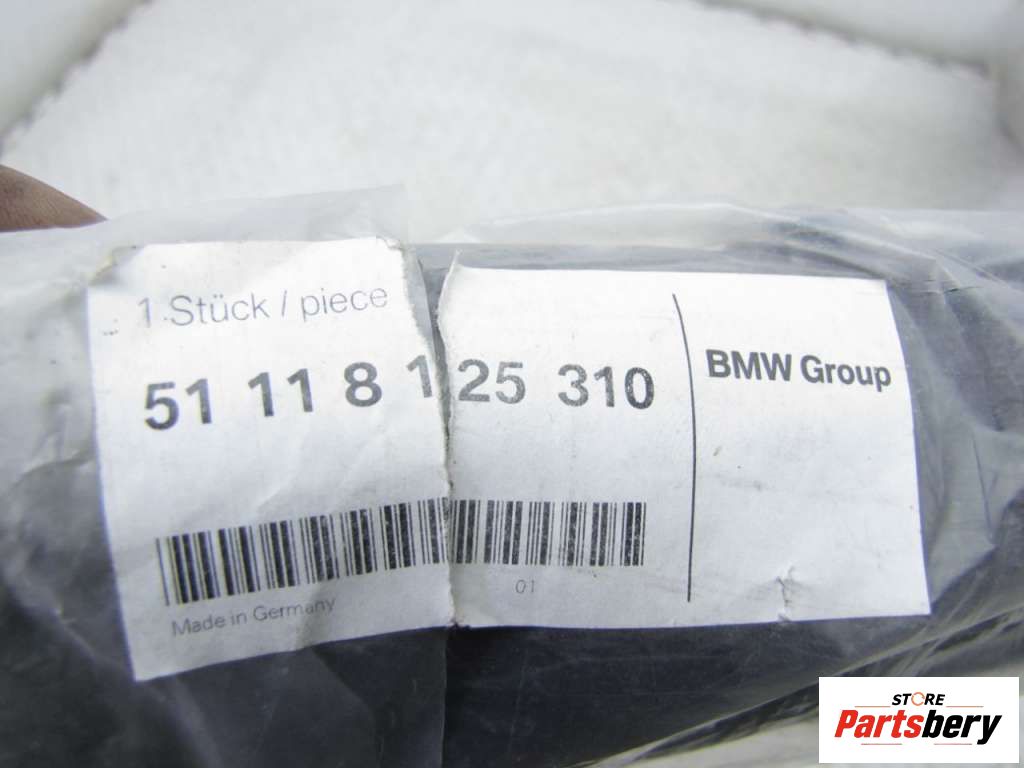 1 Stück / piece
51 11 8 125 310
BMW Group
01
Made in Germany
STORE
Partsbery